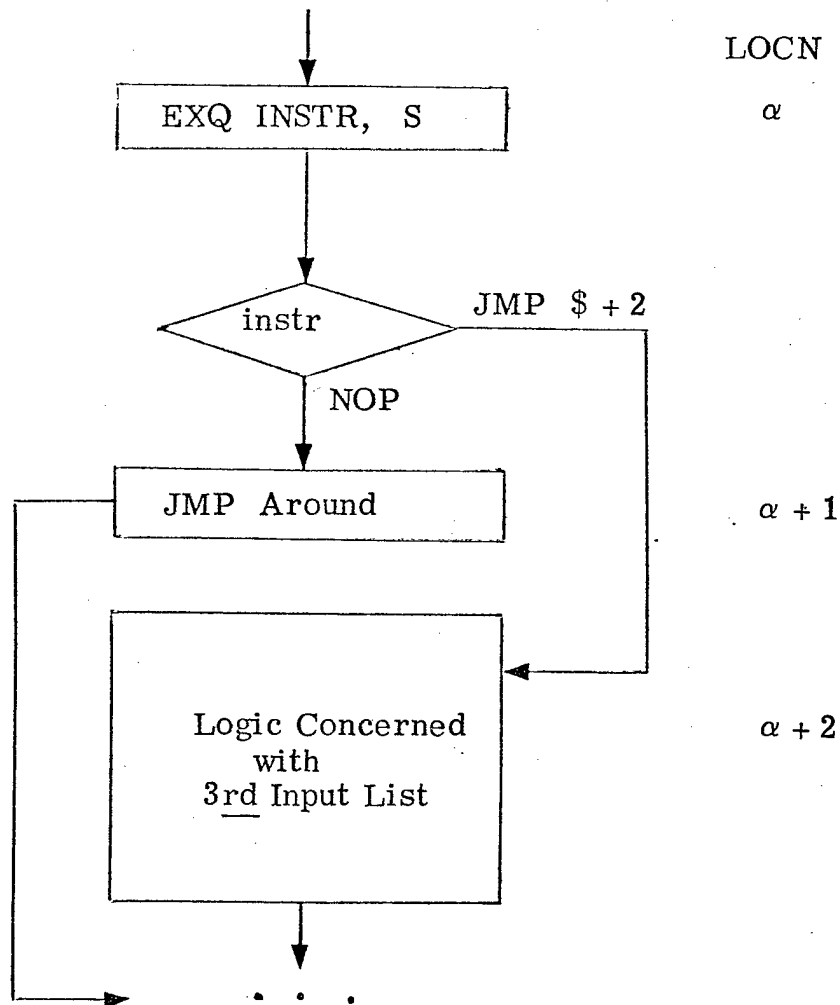 LOCN
EXQ INSTR, S
α
instr
JMP $ + 2
NOP
JMP Around
α + 1
Logic Concerned
with
3rd Input List
α + 2
. . .